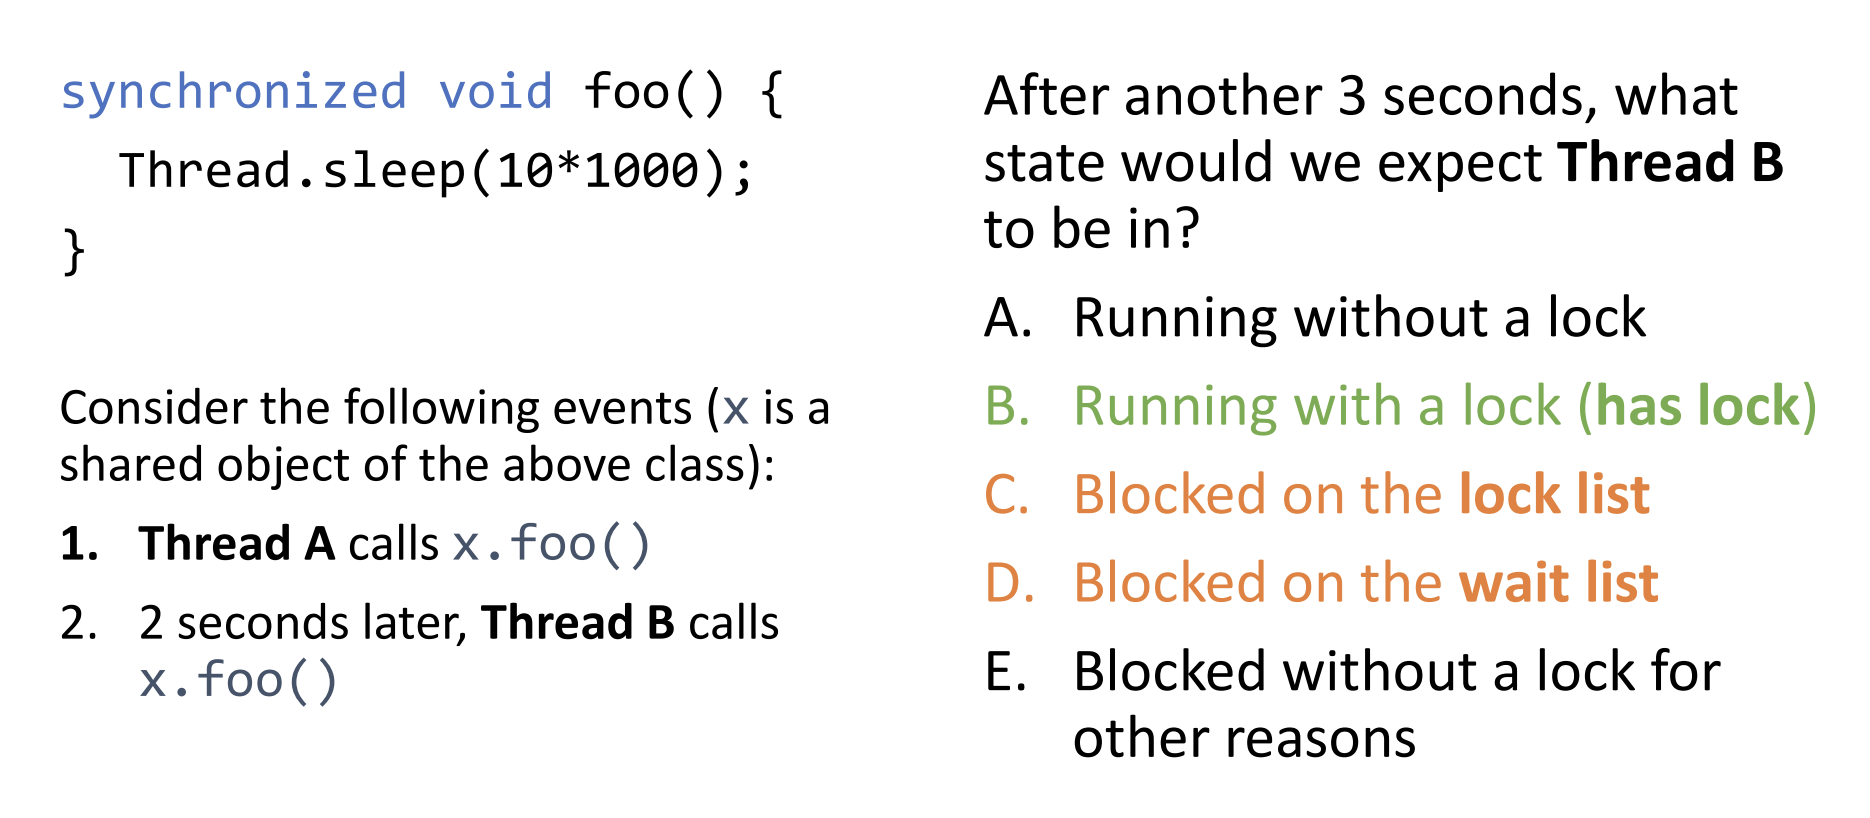 synchronized void foo() {
Thread.sleep(10*1000);
}
Consider the following events (x is a
shared object of the above class):
1. Thread A calls x.foo()
2. 2 seconds later, Thread B calls
x.foo()
After another 3 seconds, what
state would we expect Thread B
to be in?
A. Running without a lock
B. Running with a lock (has lock)
C. Blocked on the lock list
D. Blocked on the wait list
E. Blocked without a lock for
other reasons